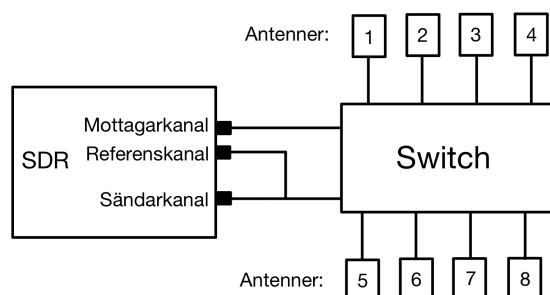 Antenner: 1 2 3 4
Mottagarkanal
Referenskanal
SDR
Sändarkanal
Switch
Antenner: 5 6 7 8